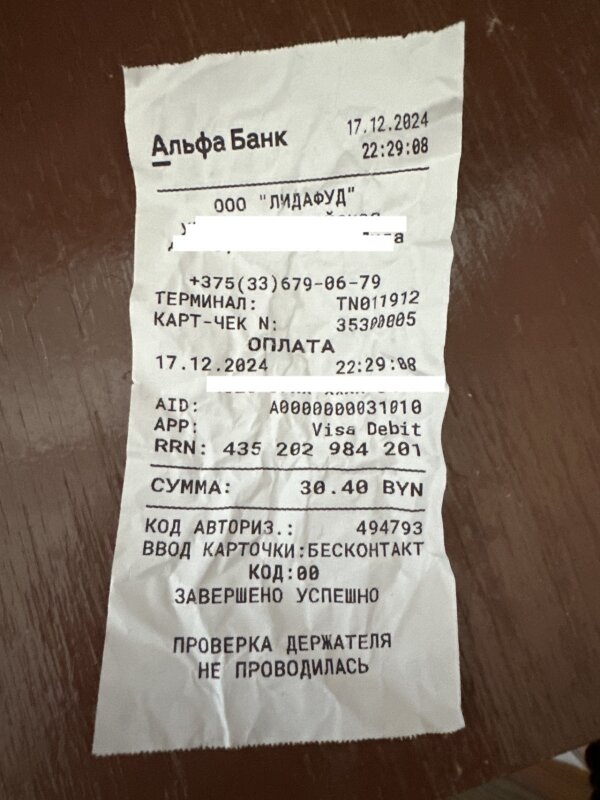 Альфа Банк 17.12.2024
22:29:08
ООО "ЛИДАФУД"
+375(33)679-06-79
ТЕРМИНАЛ: TN011912
КАРТ-ЧЕК N: 35300005
ОПЛАТА
17.12.2024 22:29:08
AID: A0000000031010
APP: Visa Debit
RRN: 435 202 984 201
СУММА: 30.40 BYN
КОД АВТОРИЗ.: 494793
ВВОД КАРТОЧКИ:БЕСКОНТАКТ
КОД:00
ЗАВЕРШЕНО УСПЕШНО
ПРОВЕРКА ДЕРЖАТЕЛЯ
НЕ ПРОВОДИЛАСЬ